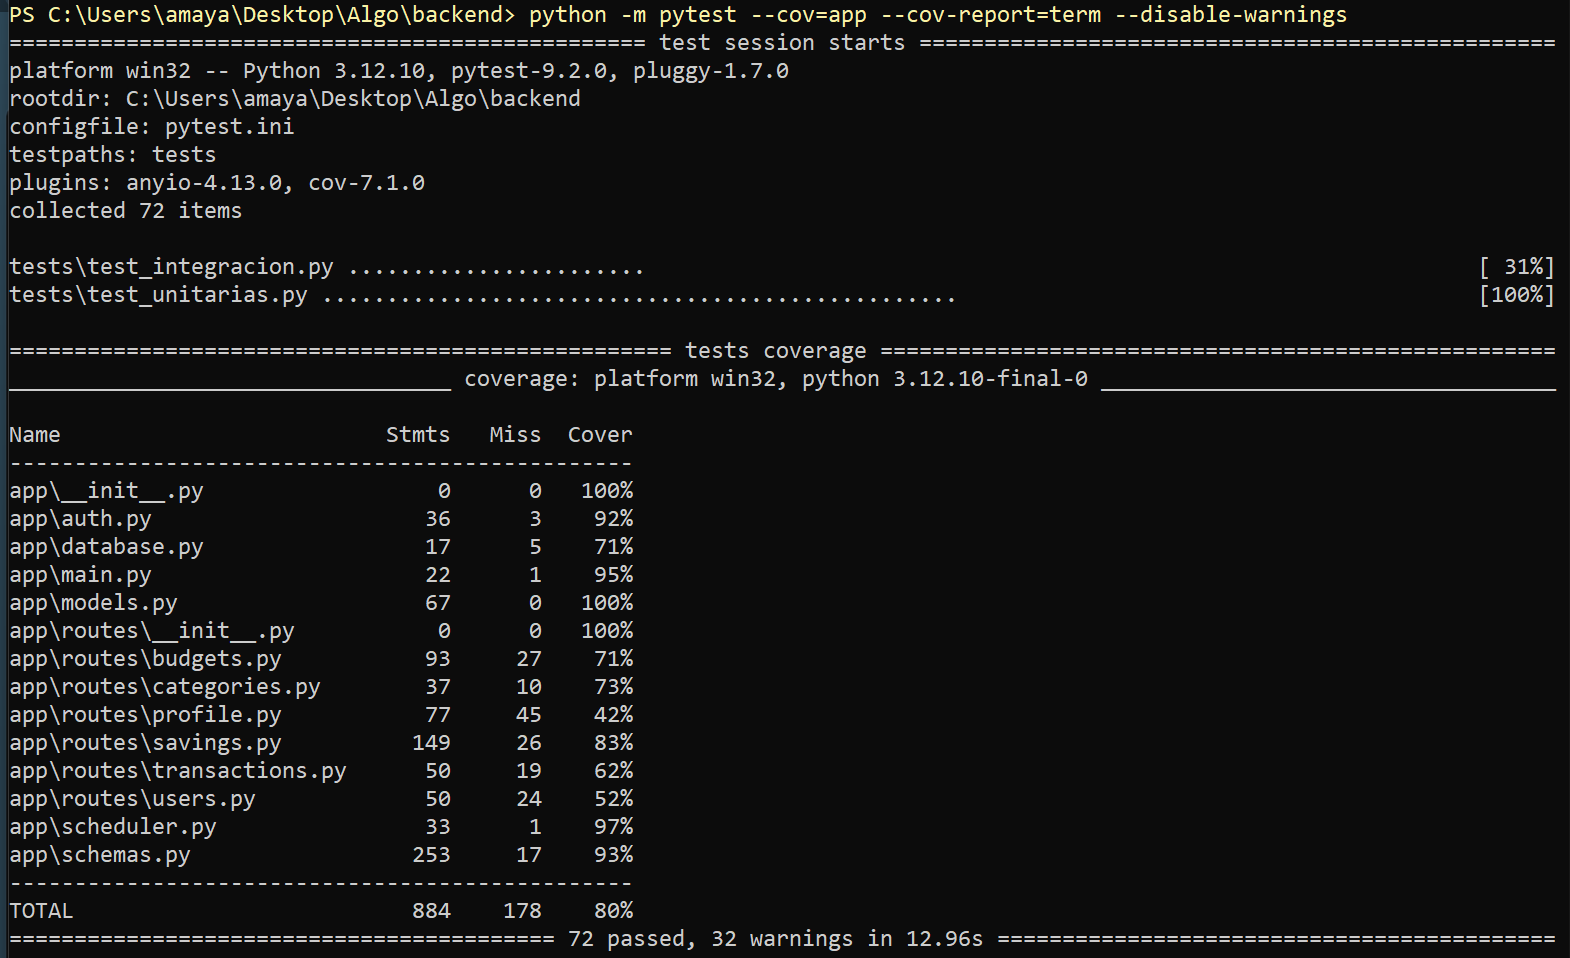 PS C:\Users\amaya\Desktop\Algo\backend> python -m pytest --cov=app --cov-report=term --disable-warnings
================================================= test session starts =================================================
platform win32 -- Python 3.12.10, pytest-9.2.0, pluggy-1.7.0
rootdir: C:\Users\amaya\Desktop\Algo\backend
configfile: pytest.ini
testpaths: tests
plugins: anyio-4.13.0, cov-7.1.0
collected 72 items
tests\test_integracion.py ....................... [ 31%]
tests\test_unitarias.py ................................................. [100%]
=================================================== tests coverage ====================================================
__________________________________ coverage: platform win32, python 3.12.10-final-0 ___________________________________
Name                         Stmts   Miss  Cover
------------------------------------------------
app\__init__.py                  0      0   100%
app\auth.py                     36      3    92%
app\database.py                 17      5    71%
app\main.py                     22      1    95%
app\models.py                   67      0   100%
app\routes\__init__.py           0      0   100%
app\routes\budgets.py           93     27    71%
app\routes\categories.py        37     10    73%
app\routes\profile.py           77     45    42%
app\routes\savings.py          149     26    83%
app\routes\transactions.py      50     19    62%
app\routes\users.py             50     24    52%
app\scheduler.py                33      1    97%
app\schemas.py                 253     17    93%
------------------------------------------------
TOTAL                          884    178    80%
========================================== 72 passed, 32 warnings in 12.96s ===========================================